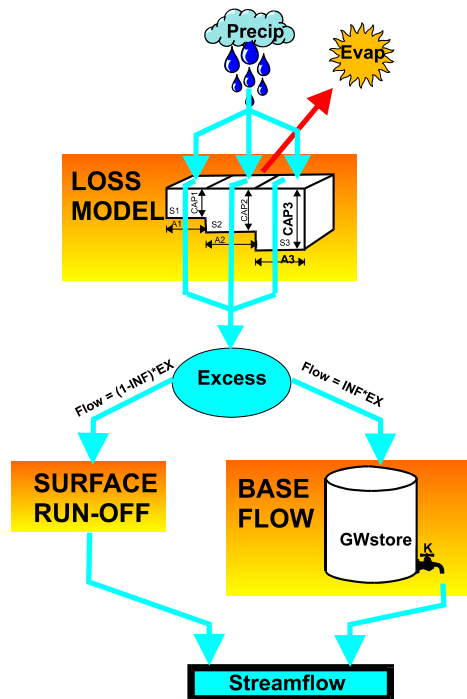 Precip
Evap
LOSS
MODEL
CAP1
CAP2
CAP3
S1
A1
S2
A2
S3
A3
Excess
Flow = (1-INF)*EX
Flow = INF*EX
SURFACE
RUN-OFF
BASE
FLOW
GWstore
K
Streamflow